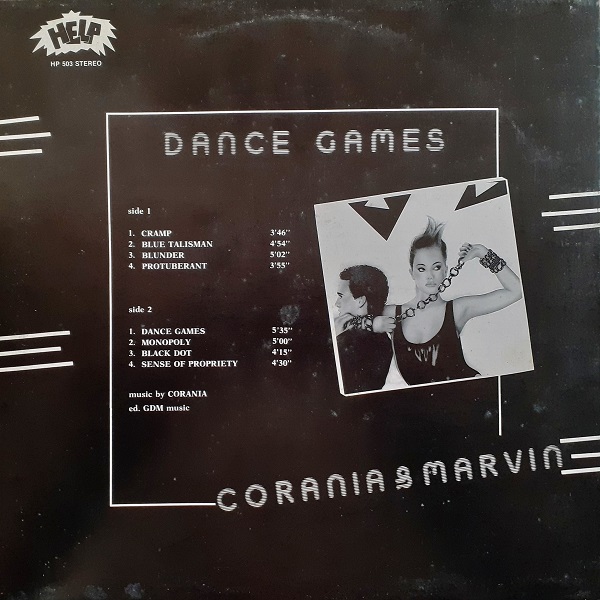 HELP
HP 503 STEREO
DANCE GAMES
side 1
1. CRAMP 3'46"
2. BLUE TALISMAN 4'54"
3. BLUNDER 5'02"
4. PROTUBERANT 3'55"
side 2
1. DANCE GAMES 5'35"
2. MONOPOLY 5'00"
3. BLACK DOT 4'15"
4. SENSE OF PROPRIETY 4'30"
music by CORANIA
ed. GDM music
CORANIA & MARVIN